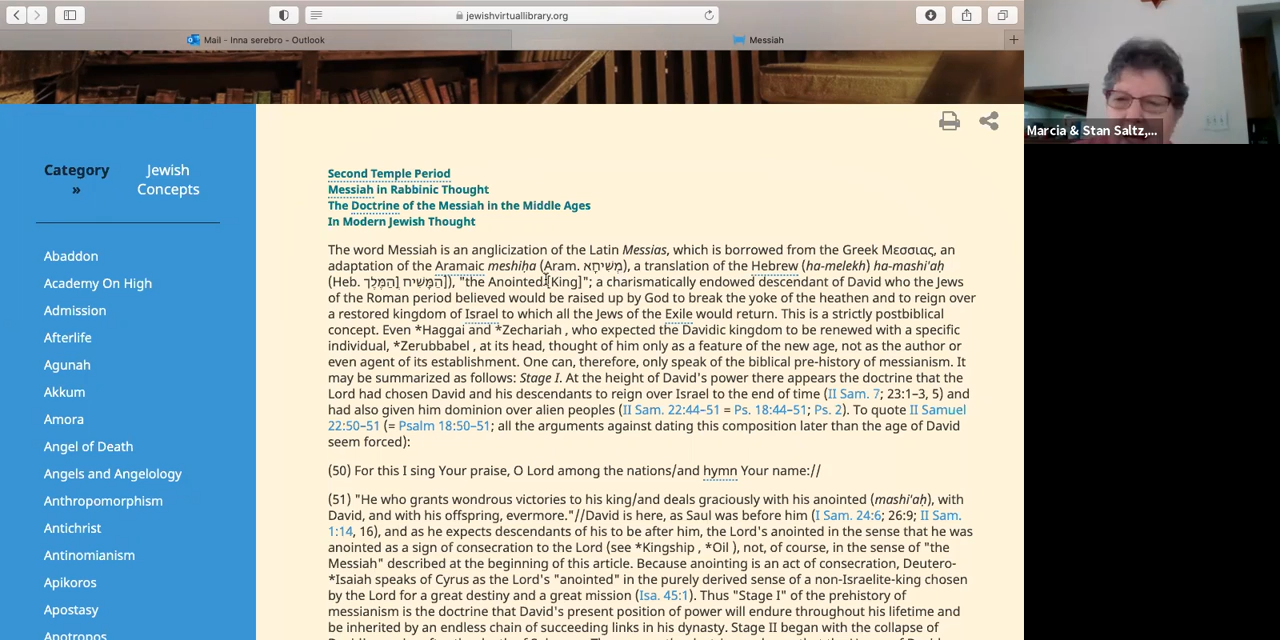 jewishvirtuallibrary.org
Mail - Inna serebro - Outlook
Messiah
Marcia & Stan Saltz,...
Category
»
Jewish
Concepts
Abaddon
Academy On High
Admission
Afterlife
Agunah
Akkum
Amora
Angel of Death
Angels and Angelology
Anthropomorphism
Antichrist
Antinomianism
Apikoros
Apostasy
Apotropos
Second Temple Period
Messiah in Rabbinic Thought
The Doctrine of the Messiah in the Middle Ages
In Modern Jewish Thought
The word Messiah is an anglicization of the Latin Messias, which is borrowed from the Greek Μεσσιας, an
adaptation of the Aramaic meshiḥa (Aram. מְשִׁיחָא), a translation of the Hebrew (ha-melekh) ha-mashi'aḥ
(Heb. הַמָּשִׁיחַ [הַמֶּלֶךְ]), "the Anointed [King]"; a charismatically endowed descendant of David who the Jews
of the Roman period believed would be raised up by God to break the yoke of the heathen and to reign over
a restored kingdom of Israel to which all the Jews of the Exile would return. This is a strictly postbiblical
concept. Even *Haggai and *Zechariah , who expected the Davidic kingdom to be renewed with a specific
individual, *Zerubbabel , at its head, thought of him only as a feature of the new age, not as the author or
even agent of its establishment. One can, therefore, only speak of the biblical pre-history of messianism. It
may be summarized as follows: Stage I. At the height of David's power there appears the doctrine that the
Lord had chosen David and his descendants to reign over Israel to the end of time (II Sam. 7; 23:1–3, 5) and
had also given him dominion over alien peoples (II Sam. 22:44–51 = Ps. 18:44–51; Ps. 2). To quote II Samuel
22:50–51 (= Psalm 18:50–51; all the arguments against dating this composition later than the age of David
seem forced):
(50) For this I sing Your praise, O Lord among the nations/and hymn Your name://
(51) "He who grants wondrous victories to his king/and deals graciously with his anointed (mashi'aḥ), with
David, and with his offspring, evermore."//David is here, as Saul was before him (I Sam. 24:6; 26:9; II Sam.
1:14, 16), and as he expects descendants of his to be after him, the Lord's anointed in the sense that he was
anointed as a sign of consecration to the Lord (see *Kingship , *Oil ), not, of course, in the sense of "the
Messiah" described at the beginning of this article. Because anointing is an act of consecration, Deutero-
*Isaiah speaks of Cyrus as the Lord's "anointed" in the purely derived sense of a non-Israelite-king chosen
by the Lord for a great destiny and a great mission (Isa. 45:1). Thus "Stage I" of the prehistory of
messianism is the doctrine that David's present position of power will endure throughout his lifetime and
be inherited by an endless chain of succeeding links in his dynasty. Stage II began with the collapse of